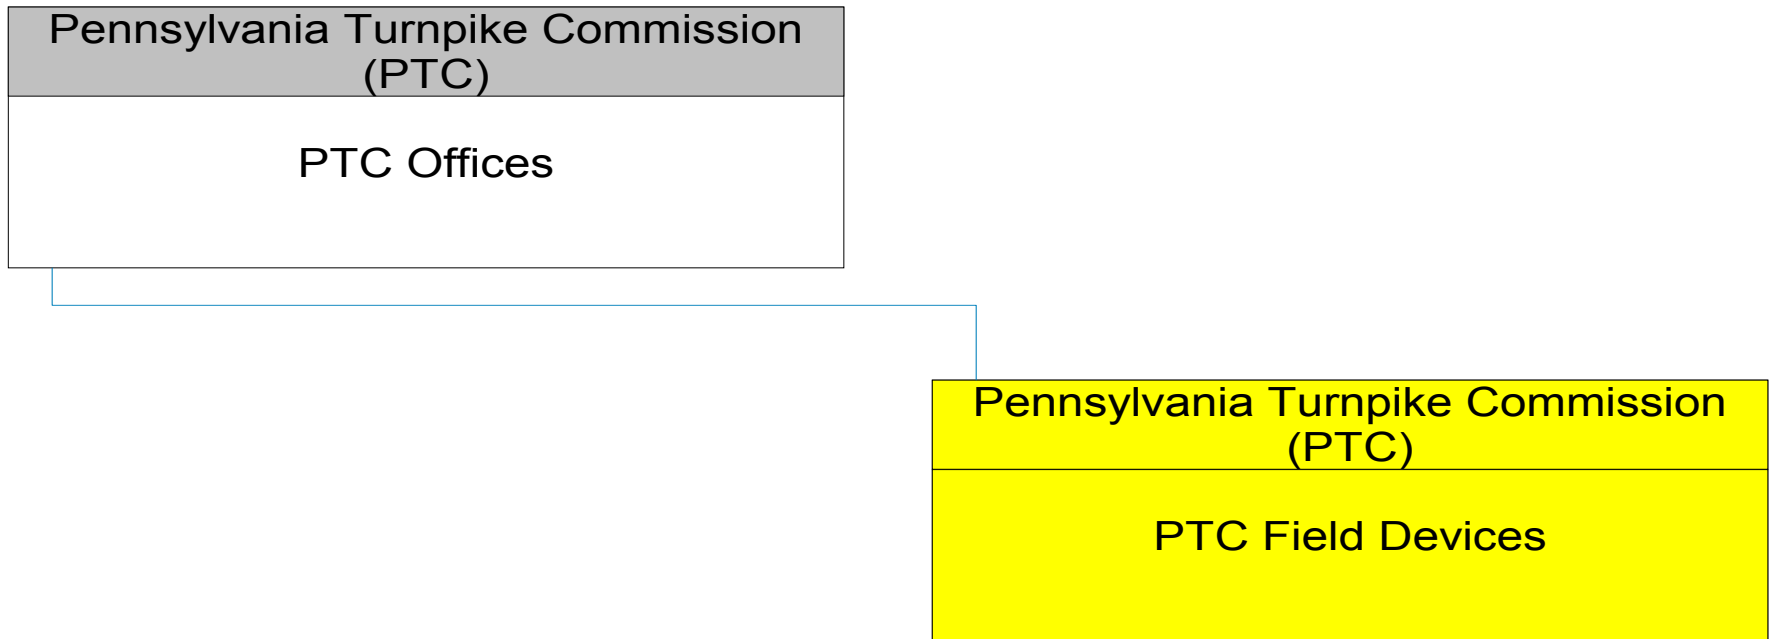 Pennsylvania Turnpike Commission
(PTC)
PTC Offices
Pennsylvania Turnpike Commission
(PTC)
PTC Field Devices